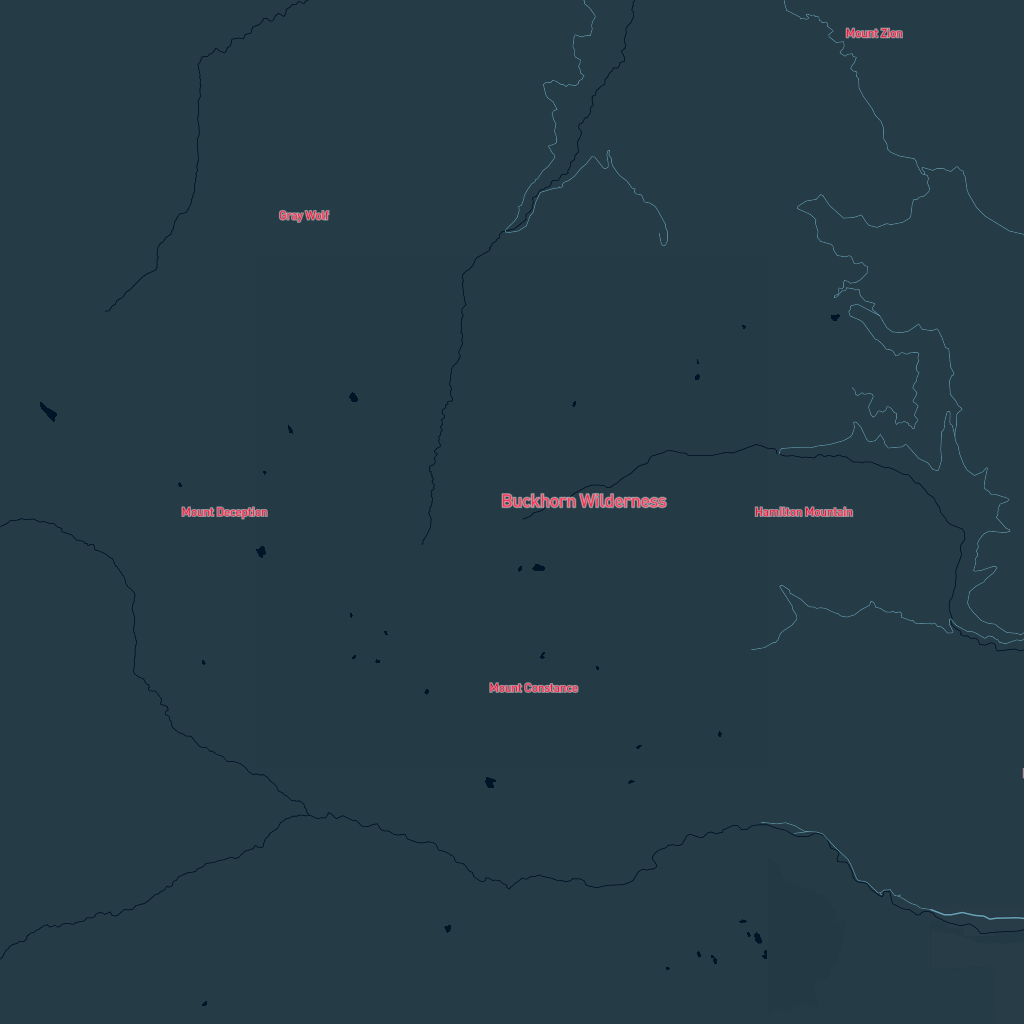 Mount Zion
Gray Wolf
Buckhorn Wilderness
Mount Deception
Hamilton Mountain
Mount Constance